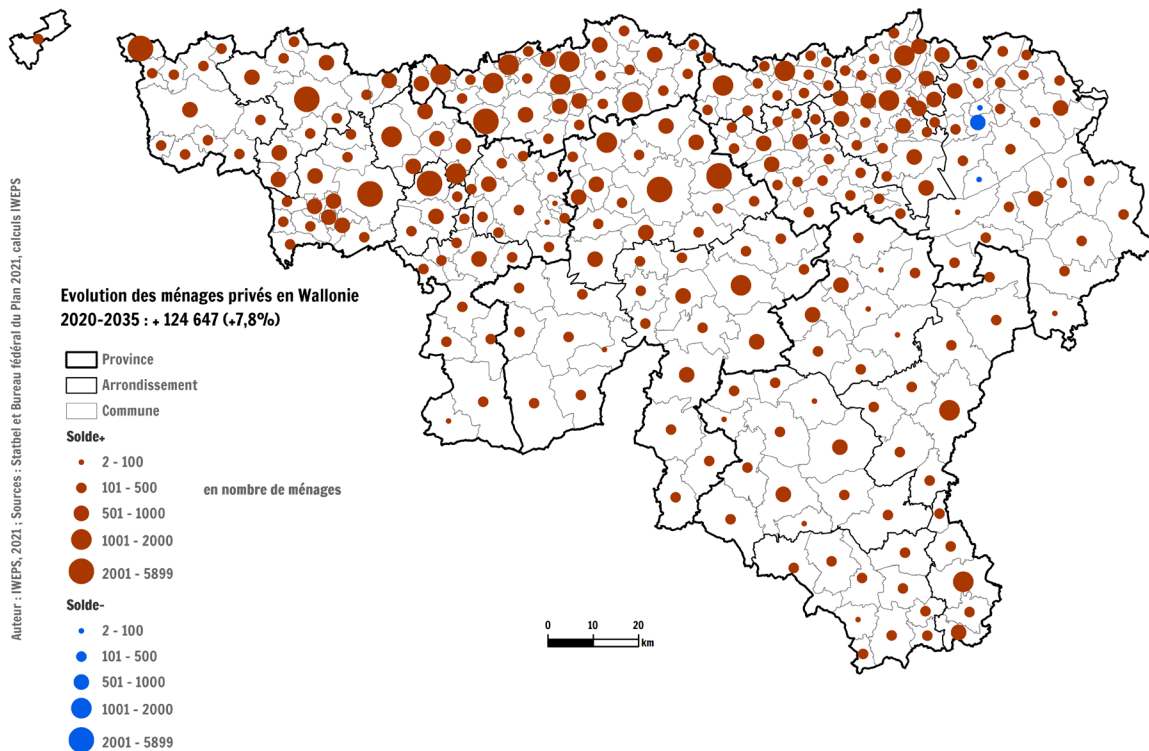 Evolution des ménages privés en Wallonie
2020-2035 : + 124 647 (+7,8%)
Province
Arrondissement
Commune
Solde+
2 - 100
101 - 500
501 - 1000
1001 - 2000
2001 - 5899
en nombre de ménages
Solde-
2 - 100
101 - 500
501 - 1000
1001 - 2000
2001 - 5899
0 10 20
km
Auteur : IWEPS, 2021 ; Sources : Statbel et Bureau fédéral du Plan 2021, calculs IWEPS